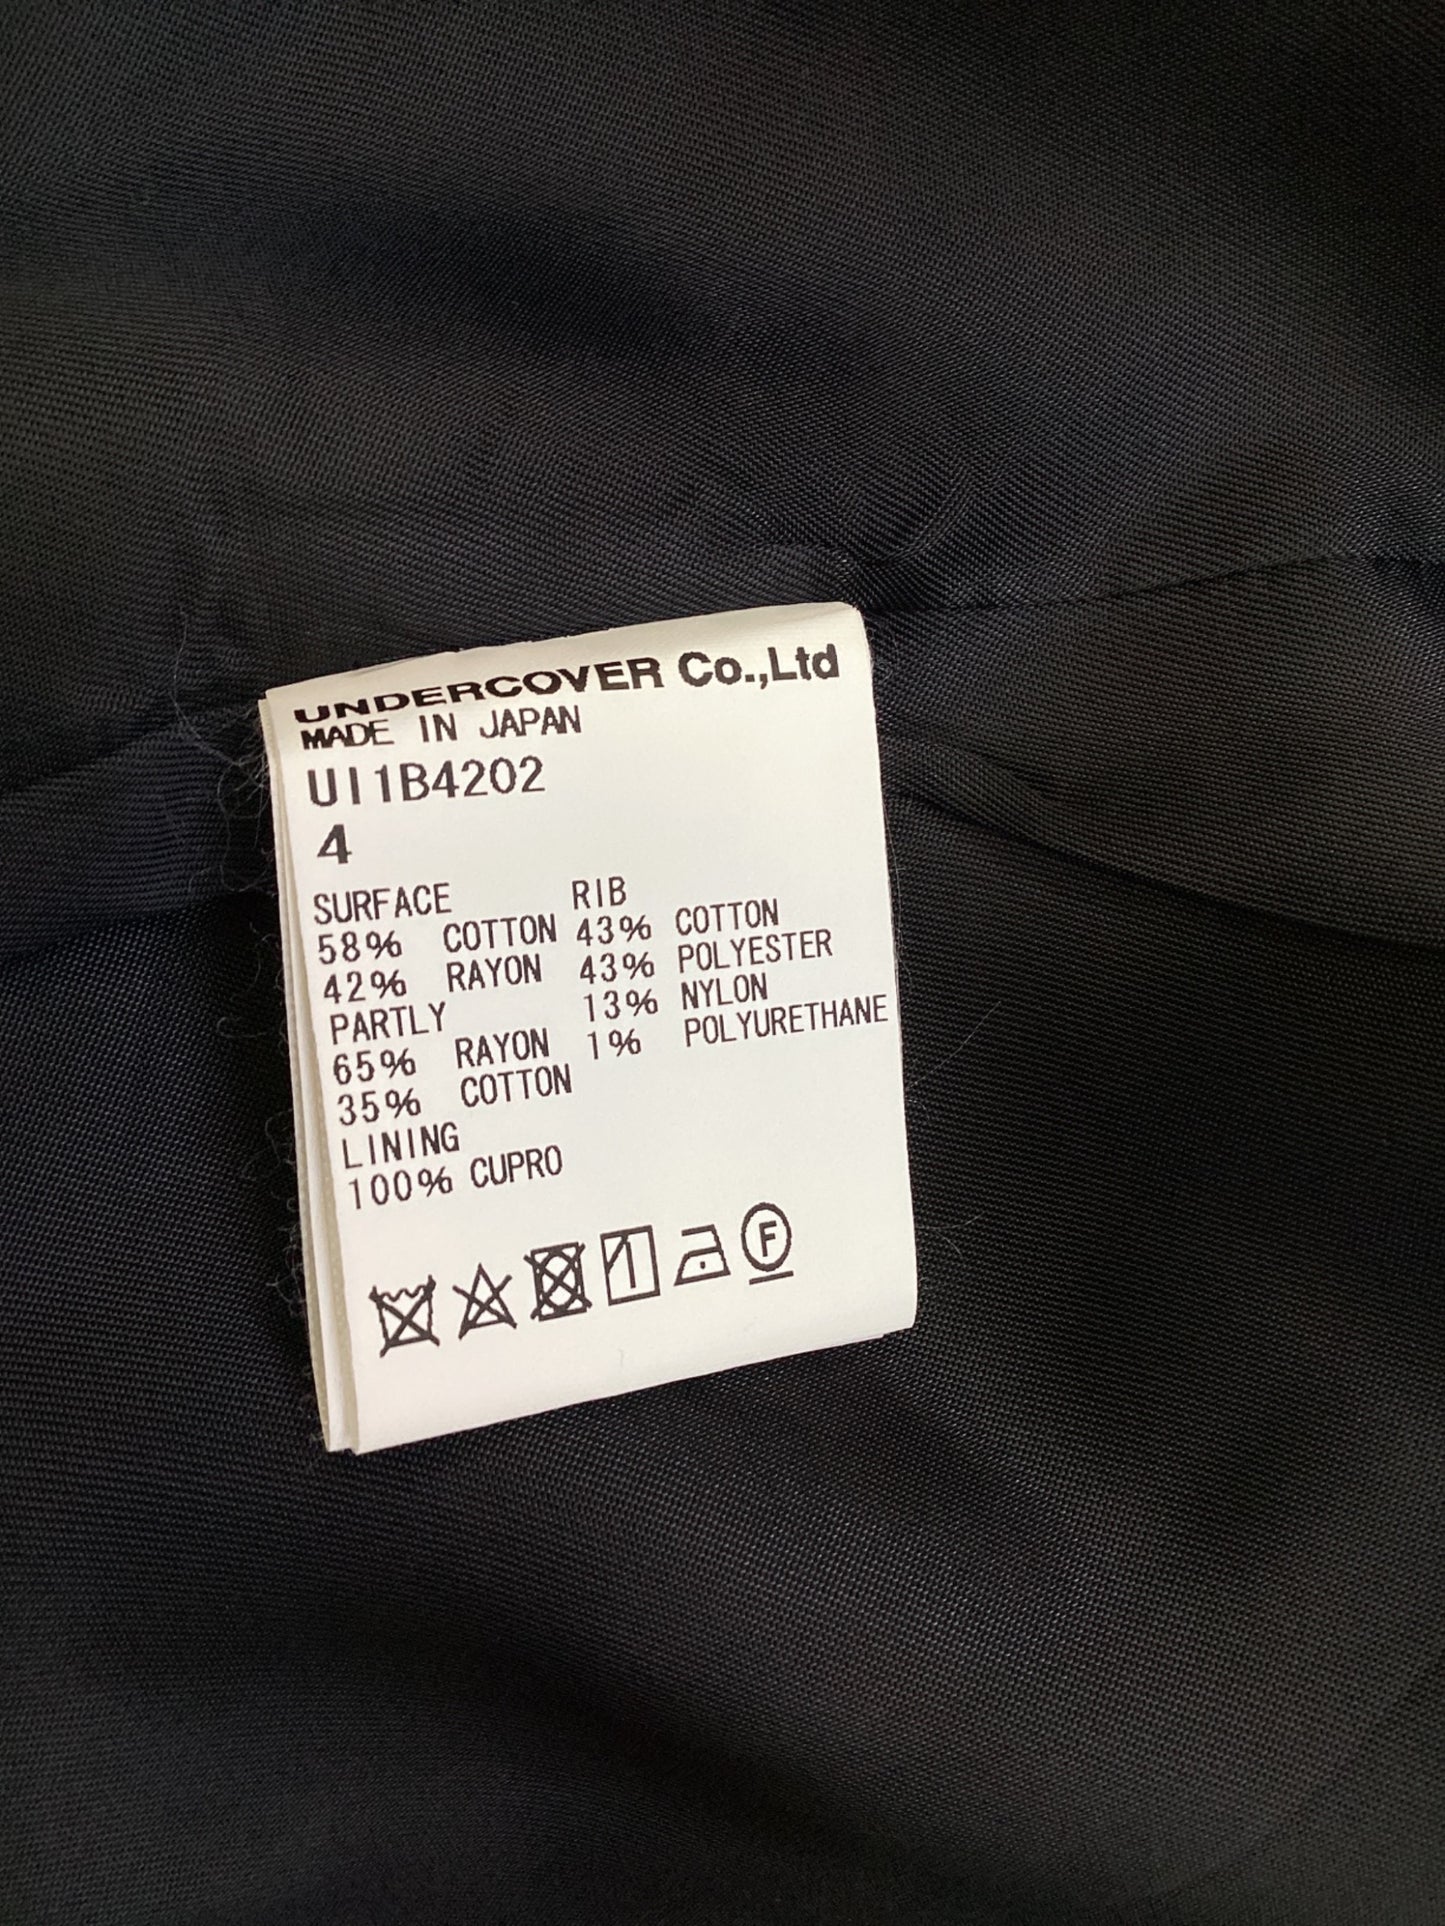 UNDERCOVER Co.,Ltd
MADE IN JAPAN
UI1B4202
4
SURFACE
58% COTTON
42% RAYON
PARTLY
65% RAYON
35% COTTON
LINING
100% CUPRO
RIB
43% COTTON
43% POLYESTER
13% NYLON
1% POLYURETHANE
F